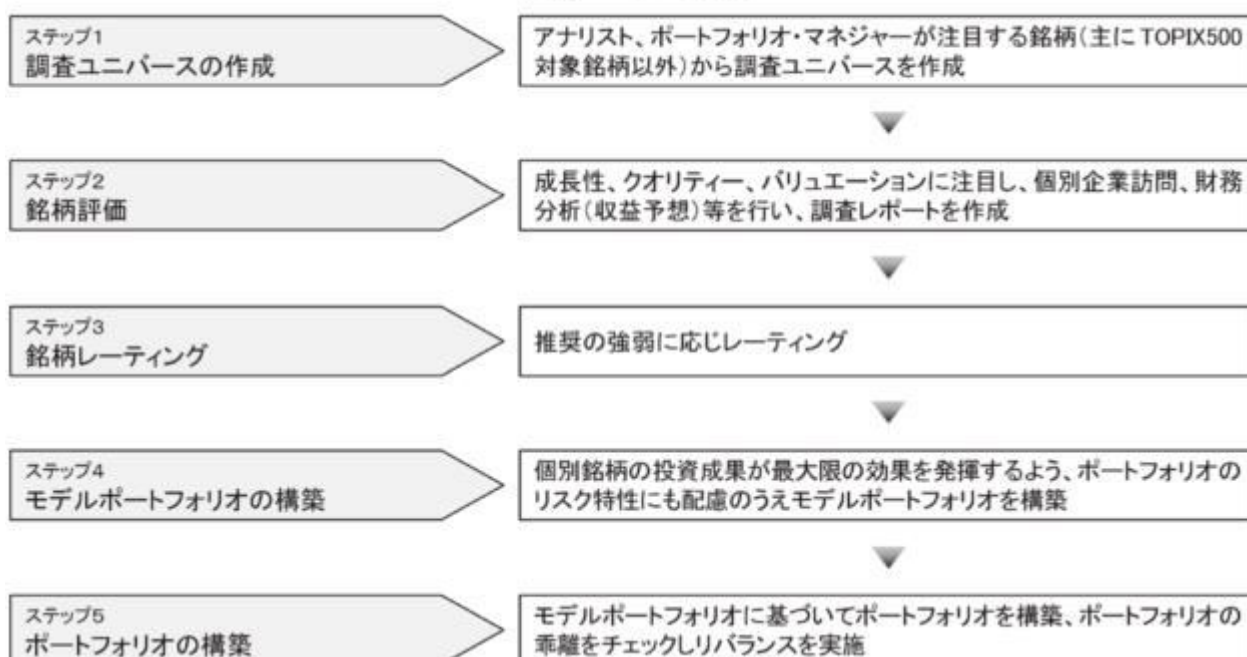 ステップ1
調査ユニバースの作成
アナリスト、ポートフォリオ・マネジャーが注目する銘柄(主にTOPIX500
対象銘柄以外)から調査ユニバースを作成
ステップ2
銘柄評価
成長性、クオリティー、バリュエーションに注目し、個別企業訪問、財務
分析(収益予想)等を行い、調査レポートを作成
ステップ3
銘柄レーティング
推奨の強弱に応じレーティング
ステップ4
モデルポートフォリオの構築
個別銘柄の投資成果が最大限の効果を発揮するよう、ポートフォリオの
リスク特性にも配慮のうえモデルポートフォリオを構築
ステップ5
ポートフォリオの構築
モデルポートフォリオに基づいてポートフォリオを構築、ポートフォリオの
乖離をチェックしリバランスを実施